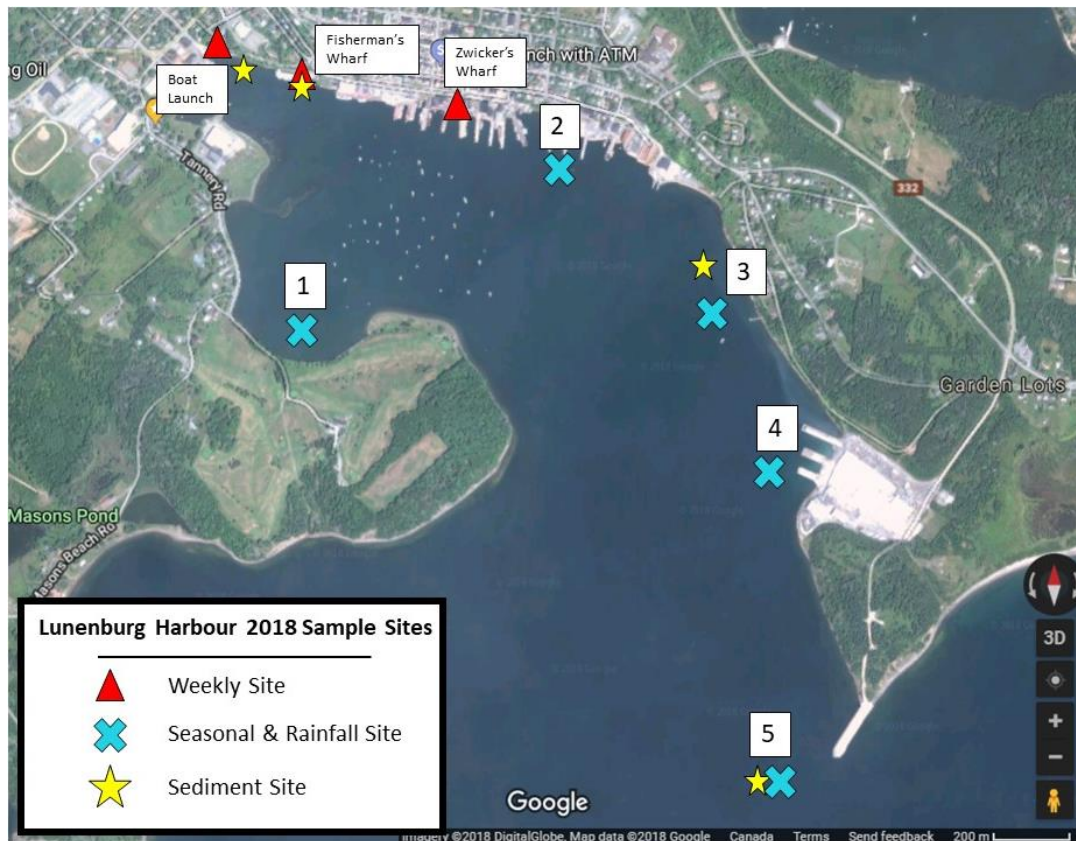 ng Oil
Boat
Launch
Fisherman's
Wharf
Zwicker's
Wharf
nch with ATM
2
332
Tannery Rd
1
3
Garden Lots
4
Masons Pond
Masons Beach Rd
Lunenburg Harbour 2018 Sample Sites
Weekly Site
Seasonal & Rainfall Site
Sediment Site
3D
+
−
5
Google
Imagery ©2018 DigitalGlobe, Map data ©2018 Google Canada Terms Send feedback 200 m